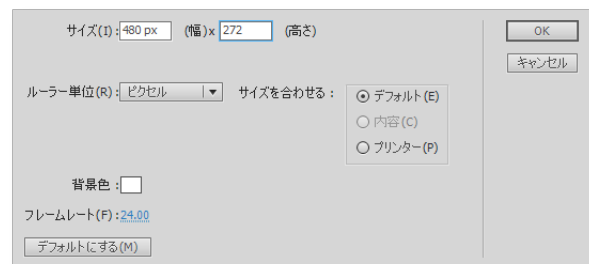 サイズ(I): 480 px (幅) x 272 (高さ)
OK
キャンセル
ルーラー単位(R): ピクセル サイズを合わせる :
デフォルト(E)
内容(C)
プリンター(P)
背景色 :
フレームレート(F): 24.00
デフォルトにする(M)